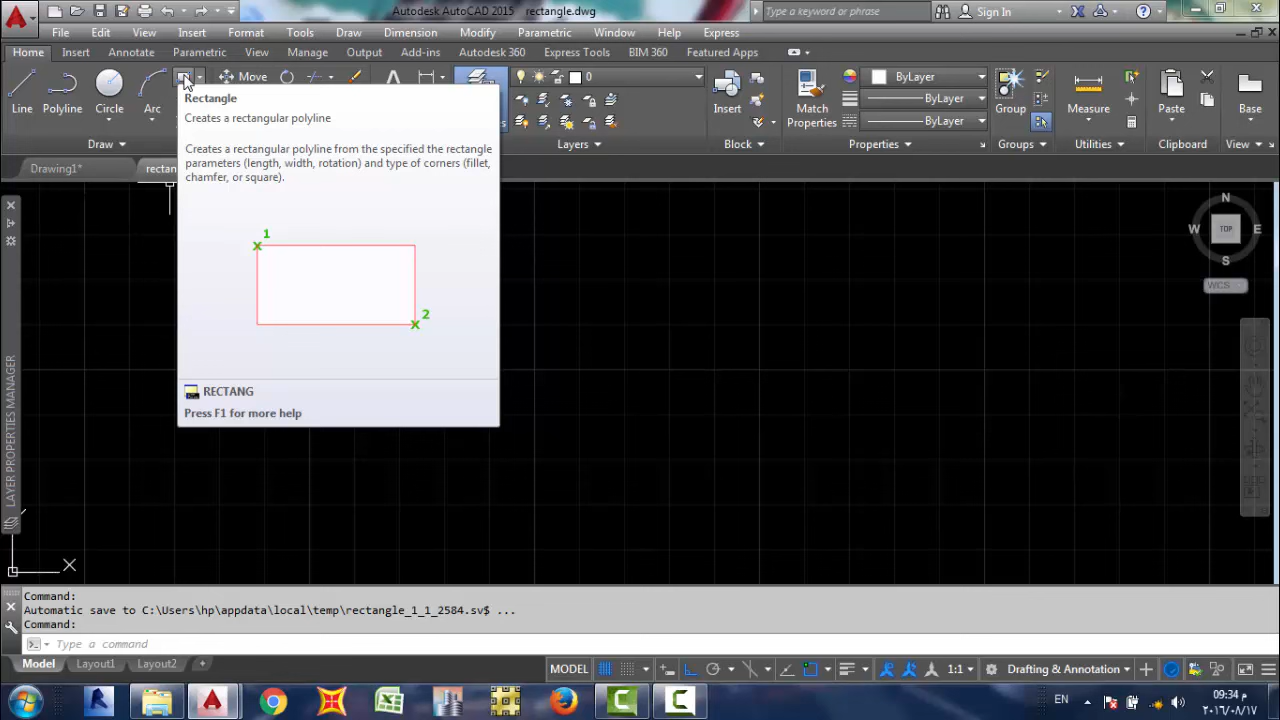 Autodesk AutoCAD 2015 rectangle.dwg
Type a keyword or phrase
Sign In
File Edit View Insert Format Tools Draw Dimension Modify Parametric Window Help Express
Home Insert Annotate Parametric View Manage Output Add-ins Autodesk 360 Express Tools BIM 360 Featured Apps
Move
0
ByLayer
Line Polyline Circle Arc
Insert
Match
Properties
ByLayer
Group
Measure
Paste
Base
ByLayer
Draw
Layers
Block
Properties
Groups
Utilities
Clipboard
View
Drawing1*
Rectangle
Creates a rectangular polyline
Creates a rectangular polyline from the specified the rectangle
parameters (length, width, rotation) and type of corners (fillet,
chamfer, or square).
1
2
RECTANG
Press F1 for more help
N
W TOP E
S
WCS
LAYER PROPERTIES MANAGER
Command:
Automatic save to C:\Users\hp\appdata\local\temp\rectangle_1_1_2584.sv$ ...
Command:
Type a command
Model Layout1 Layout2 +
MODEL
1:1
Drafting & Annotation
EN
09:34 م
٢٠١٦/٠٨/١٧